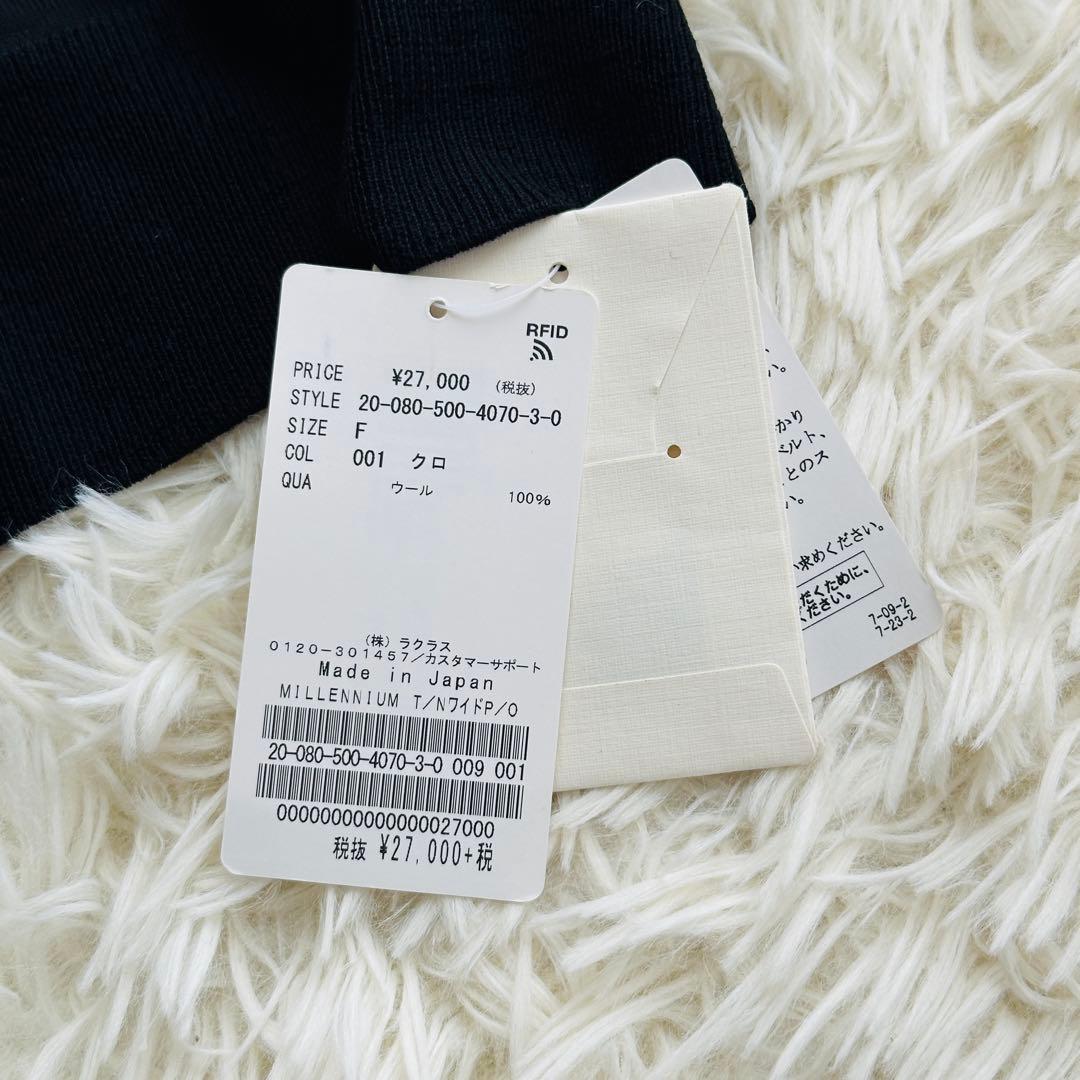 RFID
PRICE ¥27,000 (税抜)
STYLE 20-080-500-4070-3-0
SIZE F
COL 001 クロ
QUA ウール 100%
(株) ラクラス
0120-301457/カスタマーサポート
Made in Japan
MILLENNIUM T/NワイドP/O
20-080-500-4070-3-0 009 001
0000000000000027000
税抜 ¥27,000+税
い。
かり
ベルト、
とのス
い。
求めください。
だくために、
ください。
7-09-2
7-23-2